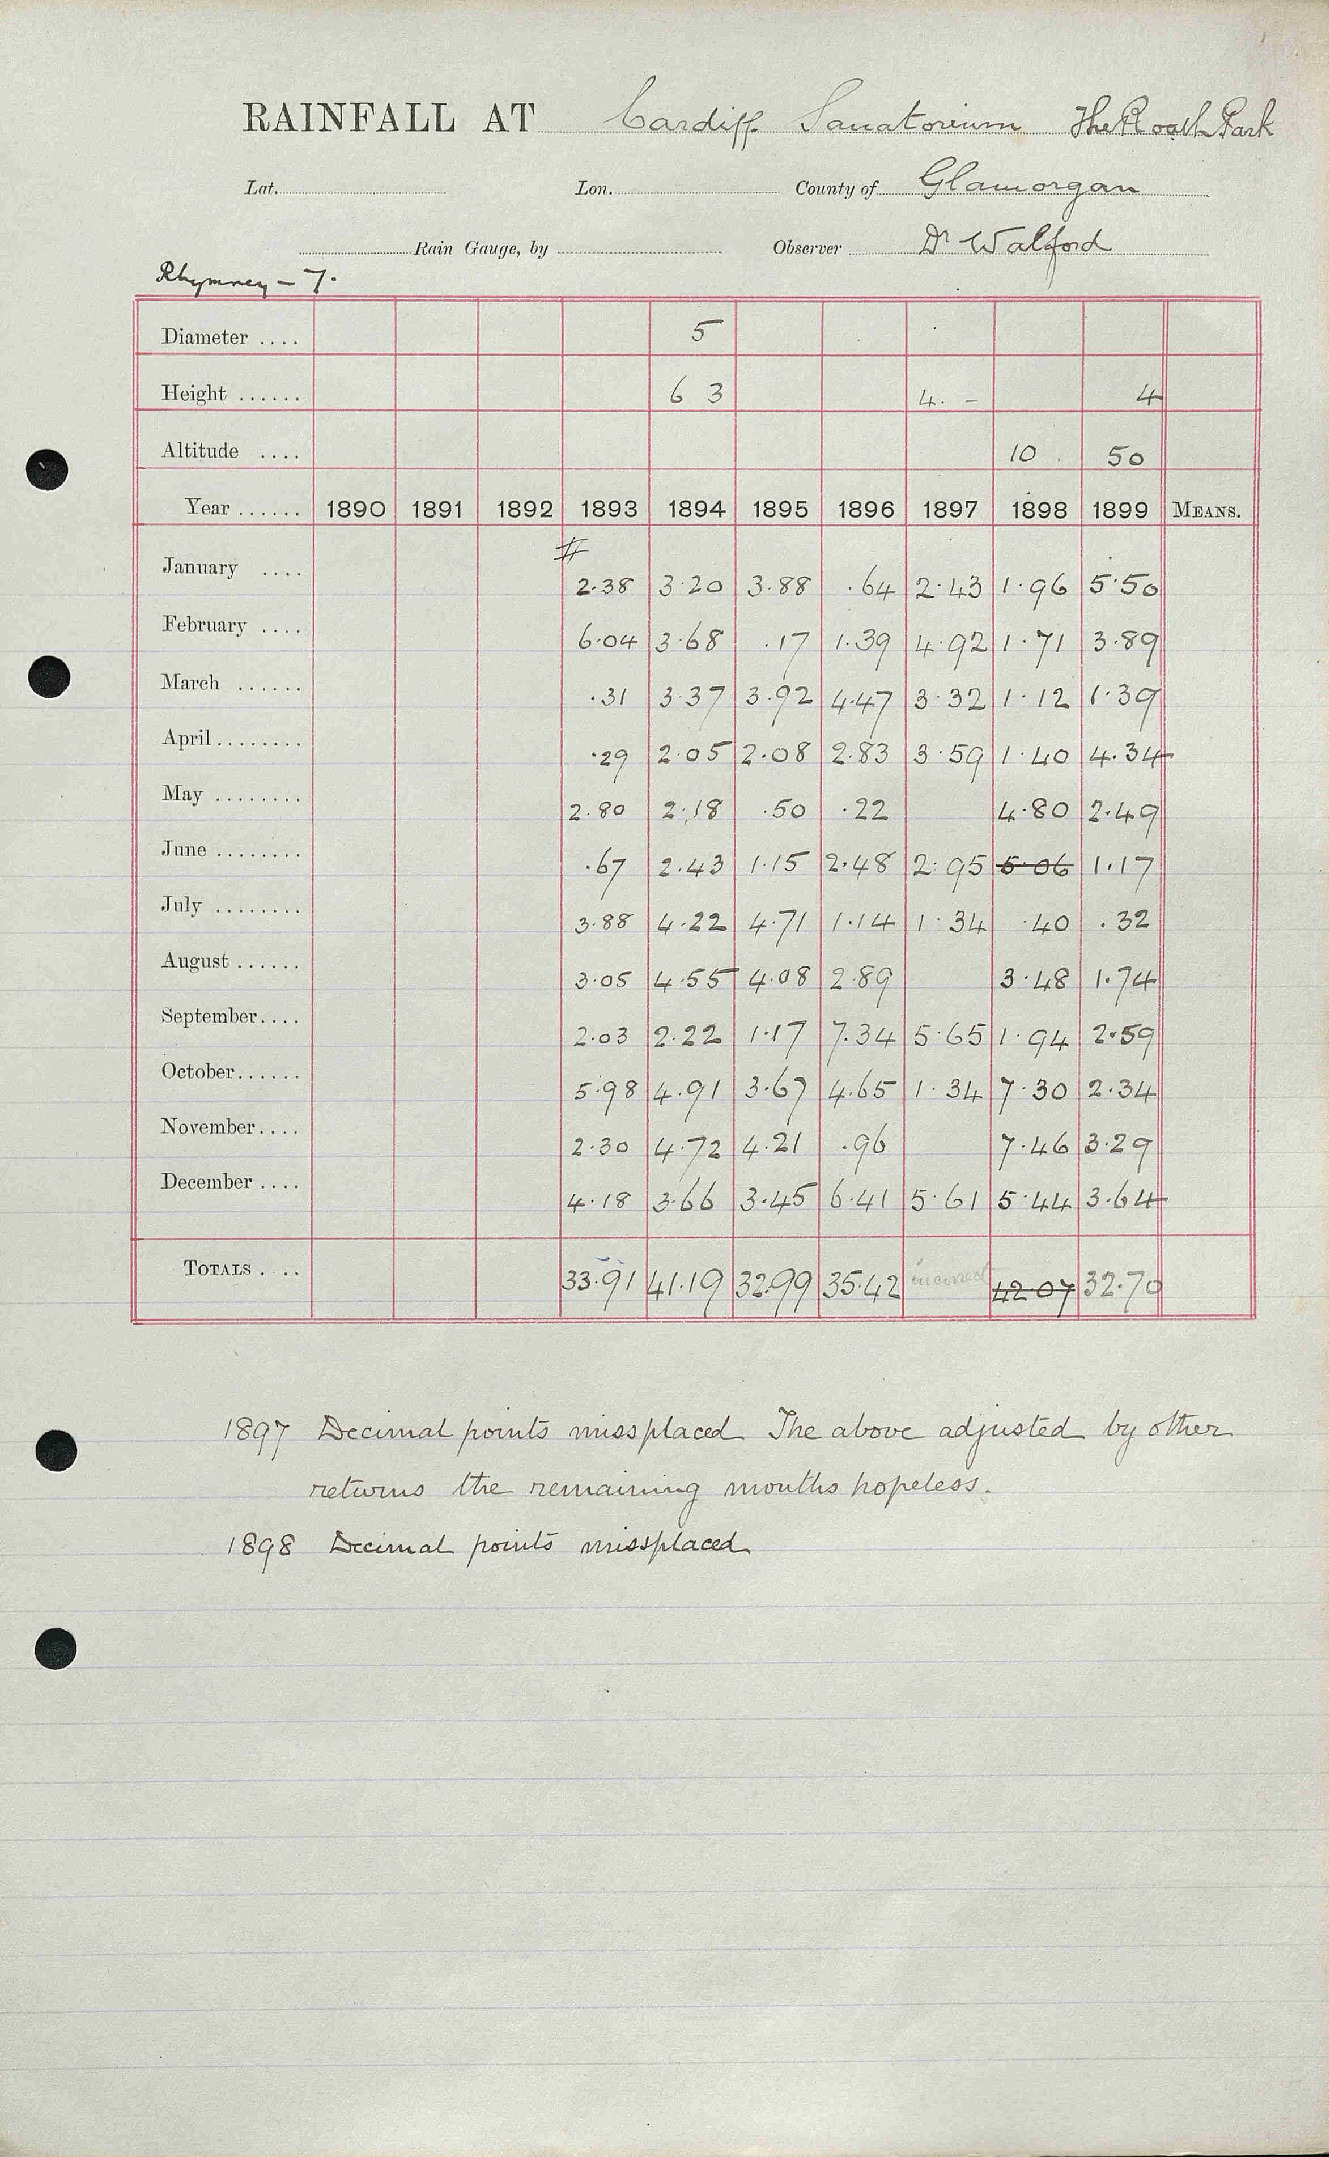 RAINFALL AT Cardiff Sanatorium The Roath Park
Lat. Lon. County of Glamorgan
Rain Gauge, by Observer Dr Walford
Rhymney - 7.
Diameter .... 5
Height ...... 6 3 4. - 4
Altitude .... 10 . 50
Year ...... 1890 1891 1892 1893 1894 1895 1896 1897 1898 1899 MEANS.
#
January .... 2.38 3.20 3.88 .64 2.43 1.96 5.50
February .... 6.04 3.68 .17 1.39 4.92 1.71 3.89
March ...... .31 3.37 3.92 4.47 3.32 1.12 1.39
April ........ .29 2.05 2.08 2.83 3.59 1.40 4.34
May ........ 2.80 2.18 .50 .22 4.80 2.49
June ........ .67 2.43 1.15 2.48 2.95 5.06 1.17
July ........ 3.88 4.22 4.71 1.14 1.34 .40 .32
August ...... 3.05 4.55 4.08 2.89 3.48 1.74
September .... 2.03 2.22 1.17 7.34 5.65 1.94 2.59
October ...... 5.98 4.91 3.67 4.65 1.34 7.30 2.34
November .... 2.30 4.72 4.21 .96 7.46 3.29
December .... 4.18 3.66 3.45 6.41 5.61 5.44 3.64
TOTALS .... 33.91 41.19 32.99 35.42 incorrect 42.07 32.70
1897 Decimal points missplaced The above adjusted by other
returns the remaining months hopeless.
1898 Decimal points missplaced